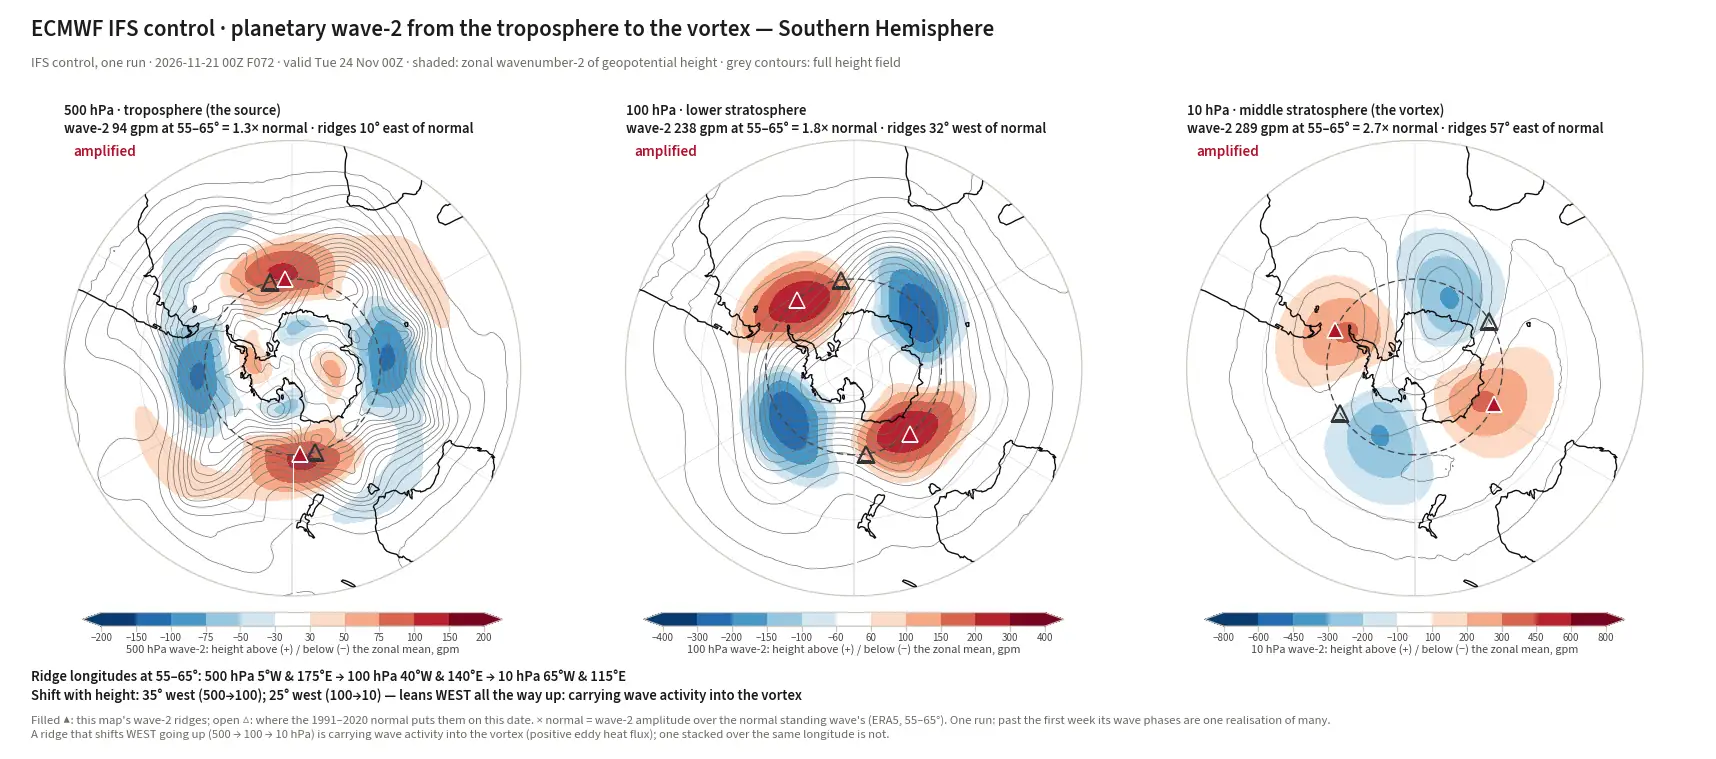 ECMWF IFS control · planetary wave-2 from the troposphere to the vortex — Southern Hemisphere
IFS control, one run · 2026-11-21 00Z F072 · valid Tue 24 Nov 00Z · shaded: zonal wavenumber-2 of geopotential height · grey contours: full height field
500 hPa · troposphere (the source)
wave-2 94 gpm at 55–65° = 1.3× normal · ridges 10° east of normal
amplified
100 hPa · lower stratosphere
wave-2 238 gpm at 55–65° = 1.8× normal · ridges 32° west of normal
amplified
10 hPa · middle stratosphere (the vortex)
wave-2 289 gpm at 55–65° = 2.7× normal · ridges 57° east of normal
amplified
−200 −150 −100 −75 −50 −30 30 50 75 100 150 200
500 hPa wave-2: height above (+) / below (−) the zonal mean, gpm
−400 −300 −200 −150 −100 −60 60 100 150 200 300 400
100 hPa wave-2: height above (+) / below (−) the zonal mean, gpm
−800 −600 −450 −300 −200 −100 100 200 300 450 600 800
10 hPa wave-2: height above (+) / below (−) the zonal mean, gpm
Ridge longitudes at 55–65°: 500 hPa 5°W & 175°E → 100 hPa 40°W & 140°E → 10 hPa 65°W & 115°E
Shift with height: 35° west (500→100); 25° west (100→10) — leans WEST all the way up: carrying wave activity into the vortex
Filled ▲: this map's wave-2 ridges; open △: where the 1991–2020 normal puts them on this date. × normal = wave-2 amplitude over the normal standing wave's (ERA5, 55–65°). One run: past the first week its wave phases are one realisation of many.
A ridge that shifts WEST going up (500 → 100 → 10 hPa) is carrying wave activity into the vortex (positive eddy heat flux); one stacked over the same longitude is not.